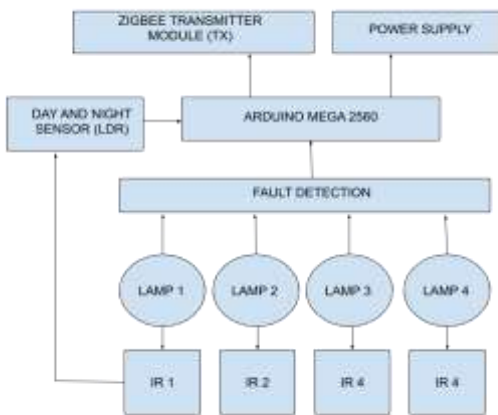 ZIGBEE TRANSMITTER
MODULE (TX)
POWER SUPPLY
DAY AND NIGHT
SENSOR (LDR)
ARDUINO MEGA 2560
FAULT DETECTION
LAMP 1
LAMP 2
LAMP 3
LAMP 4
IR 1
IR 2
IR 4
IR 4